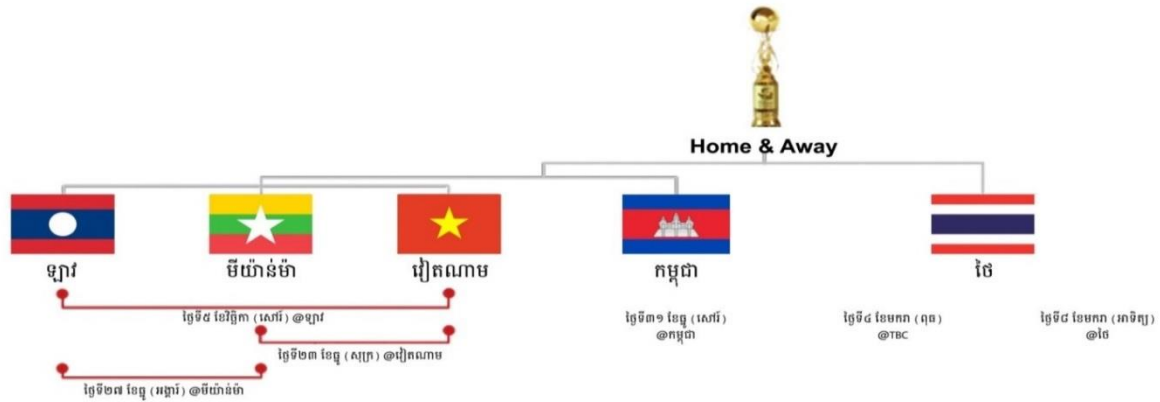 Home & Away
ឡាវ
មីយ៉ាន់ម៉ា
វៀតណាម
កម្ពុជា
ថៃ
ថ្ងៃទី៥ ខែវិច្ឆិកា (សៅរ៍) @ឡាវ
ថ្ងៃទី២៣ ខែធ្នូ (សុក្រ) @វៀតណាម
ថ្ងៃទី២៧ ខែធ្នូ (អង្គារ៍) @មីយ៉ាន់ម៉ា
ថ្ងៃទី៣១ ខែធ្នូ (សៅរ៍)
@កម្ពុជា
ថ្ងៃទី៤ ខែមករា (ពុធ)
@TBC
ថ្ងៃទី៨ ខែមករា (អាទិត្យ)
@ថៃ